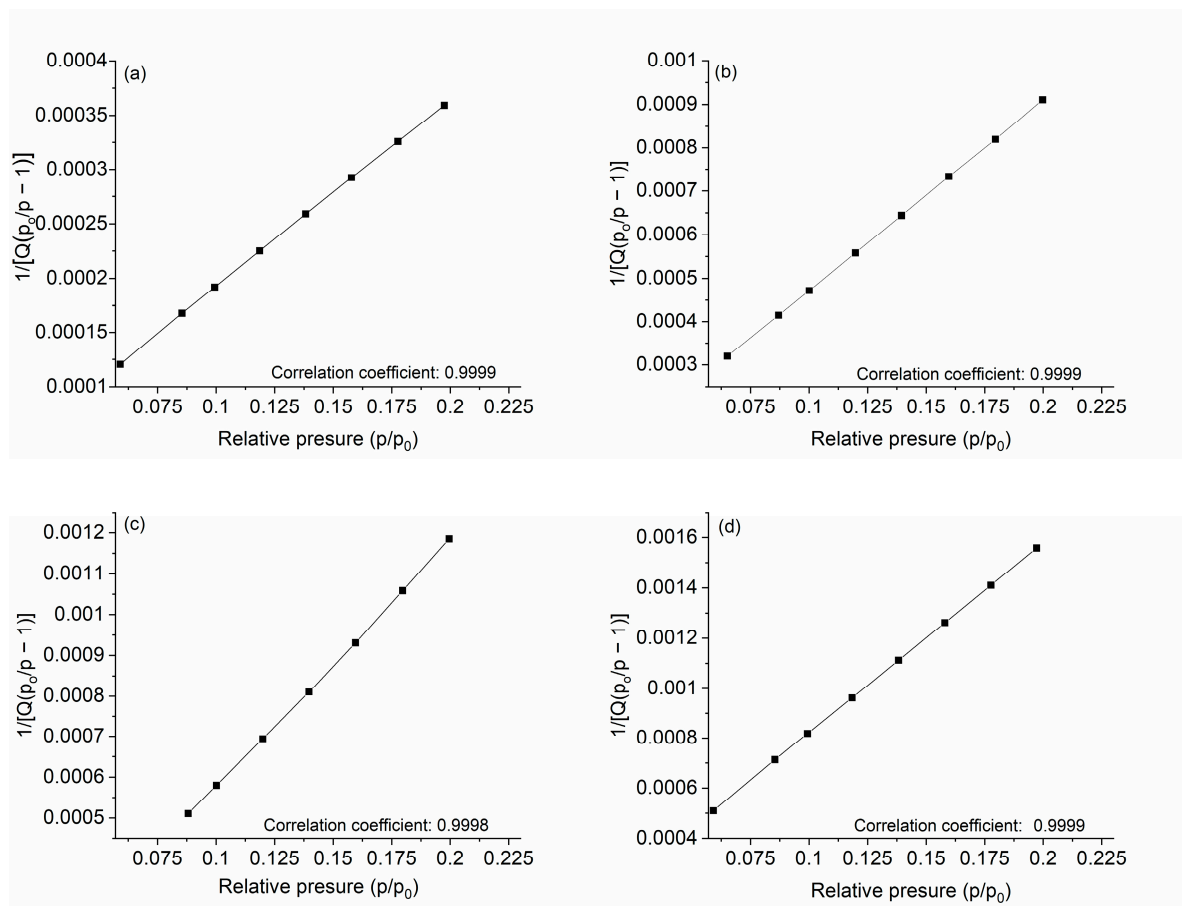 (a)
0.0004
0.00035
0.0003
0.00025
0.0002
0.00015
0.0001
1/[Q(pₒ/p − 1)]
Correlation coefficient: 0.9999
0.075 0.1 0.125 0.15 0.175 0.2 0.225
Relative presure (p/p₀)
(b)
0.001
0.0009
0.0008
0.0007
0.0006
0.0005
0.0004
0.0003
1/[Q(pₒ/p − 1)]
Correlation coefficient: 0.9999
0.075 0.1 0.125 0.15 0.175 0.2 0.225
Relative presure (p/p₀)
(c)
0.0012
0.0011
0.001
0.0009
0.0008
0.0007
0.0006
0.0005
1/[Q(pₒ/p − 1)]
Correlation coefficient: 0.9998
0.075 0.1 0.125 0.15 0.175 0.2 0.225
Relative presure (p/p₀)
(d)
0.0016
0.0014
0.0012
0.001
0.0008
0.0006
0.0004
1/[Q(pₒ/p − 1)]
Correlation coefficient: 0.9999
0.075 0.1 0.125 0.15 0.175 0.2 0.225
Relative presure (p/p₀)